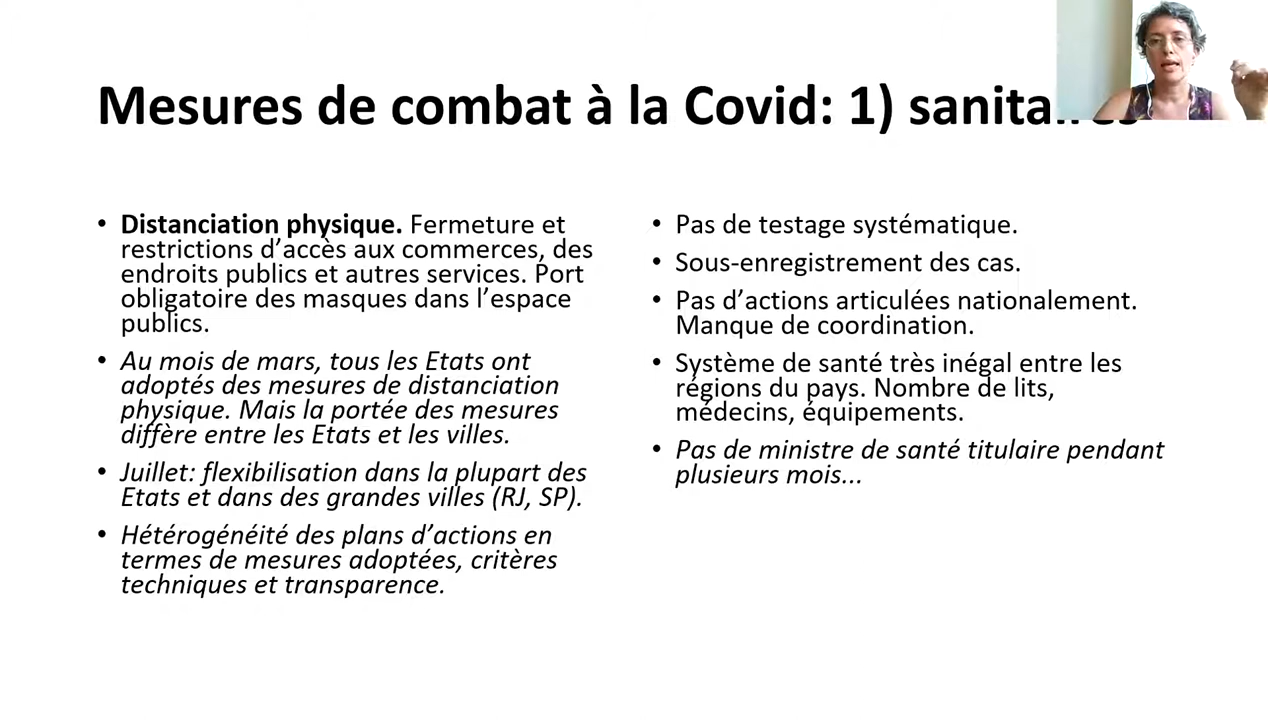 Mesures de combat à la Covid: 1) sanitaires
• Distanciation physique. Fermeture et
restrictions d’accès aux commerces, des
endroits publics et autres services. Port
obligatoire des masques dans l’espace
publics.
• Au mois de mars, tous les Etats ont
adoptés des mesures de distanciation
physique. Mais la portée des mesures
diffère entre les Etats et les villes.
• Juillet: flexibilisation dans la plupart des
Etats et dans des grandes villes (RJ, SP).
• Hétérogénéité des plans d’actions en
termes de mesures adoptées, critères
techniques et transparence.
• Pas de testage systématique.
• Sous-enregistrement des cas.
• Pas d’actions articulées nationalement.
Manque de coordination.
• Système de santé très inégal entre les
régions du pays. Nombre de lits,
médecins, équipements.
• Pas de ministre de santé titulaire pendant
plusieurs mois...